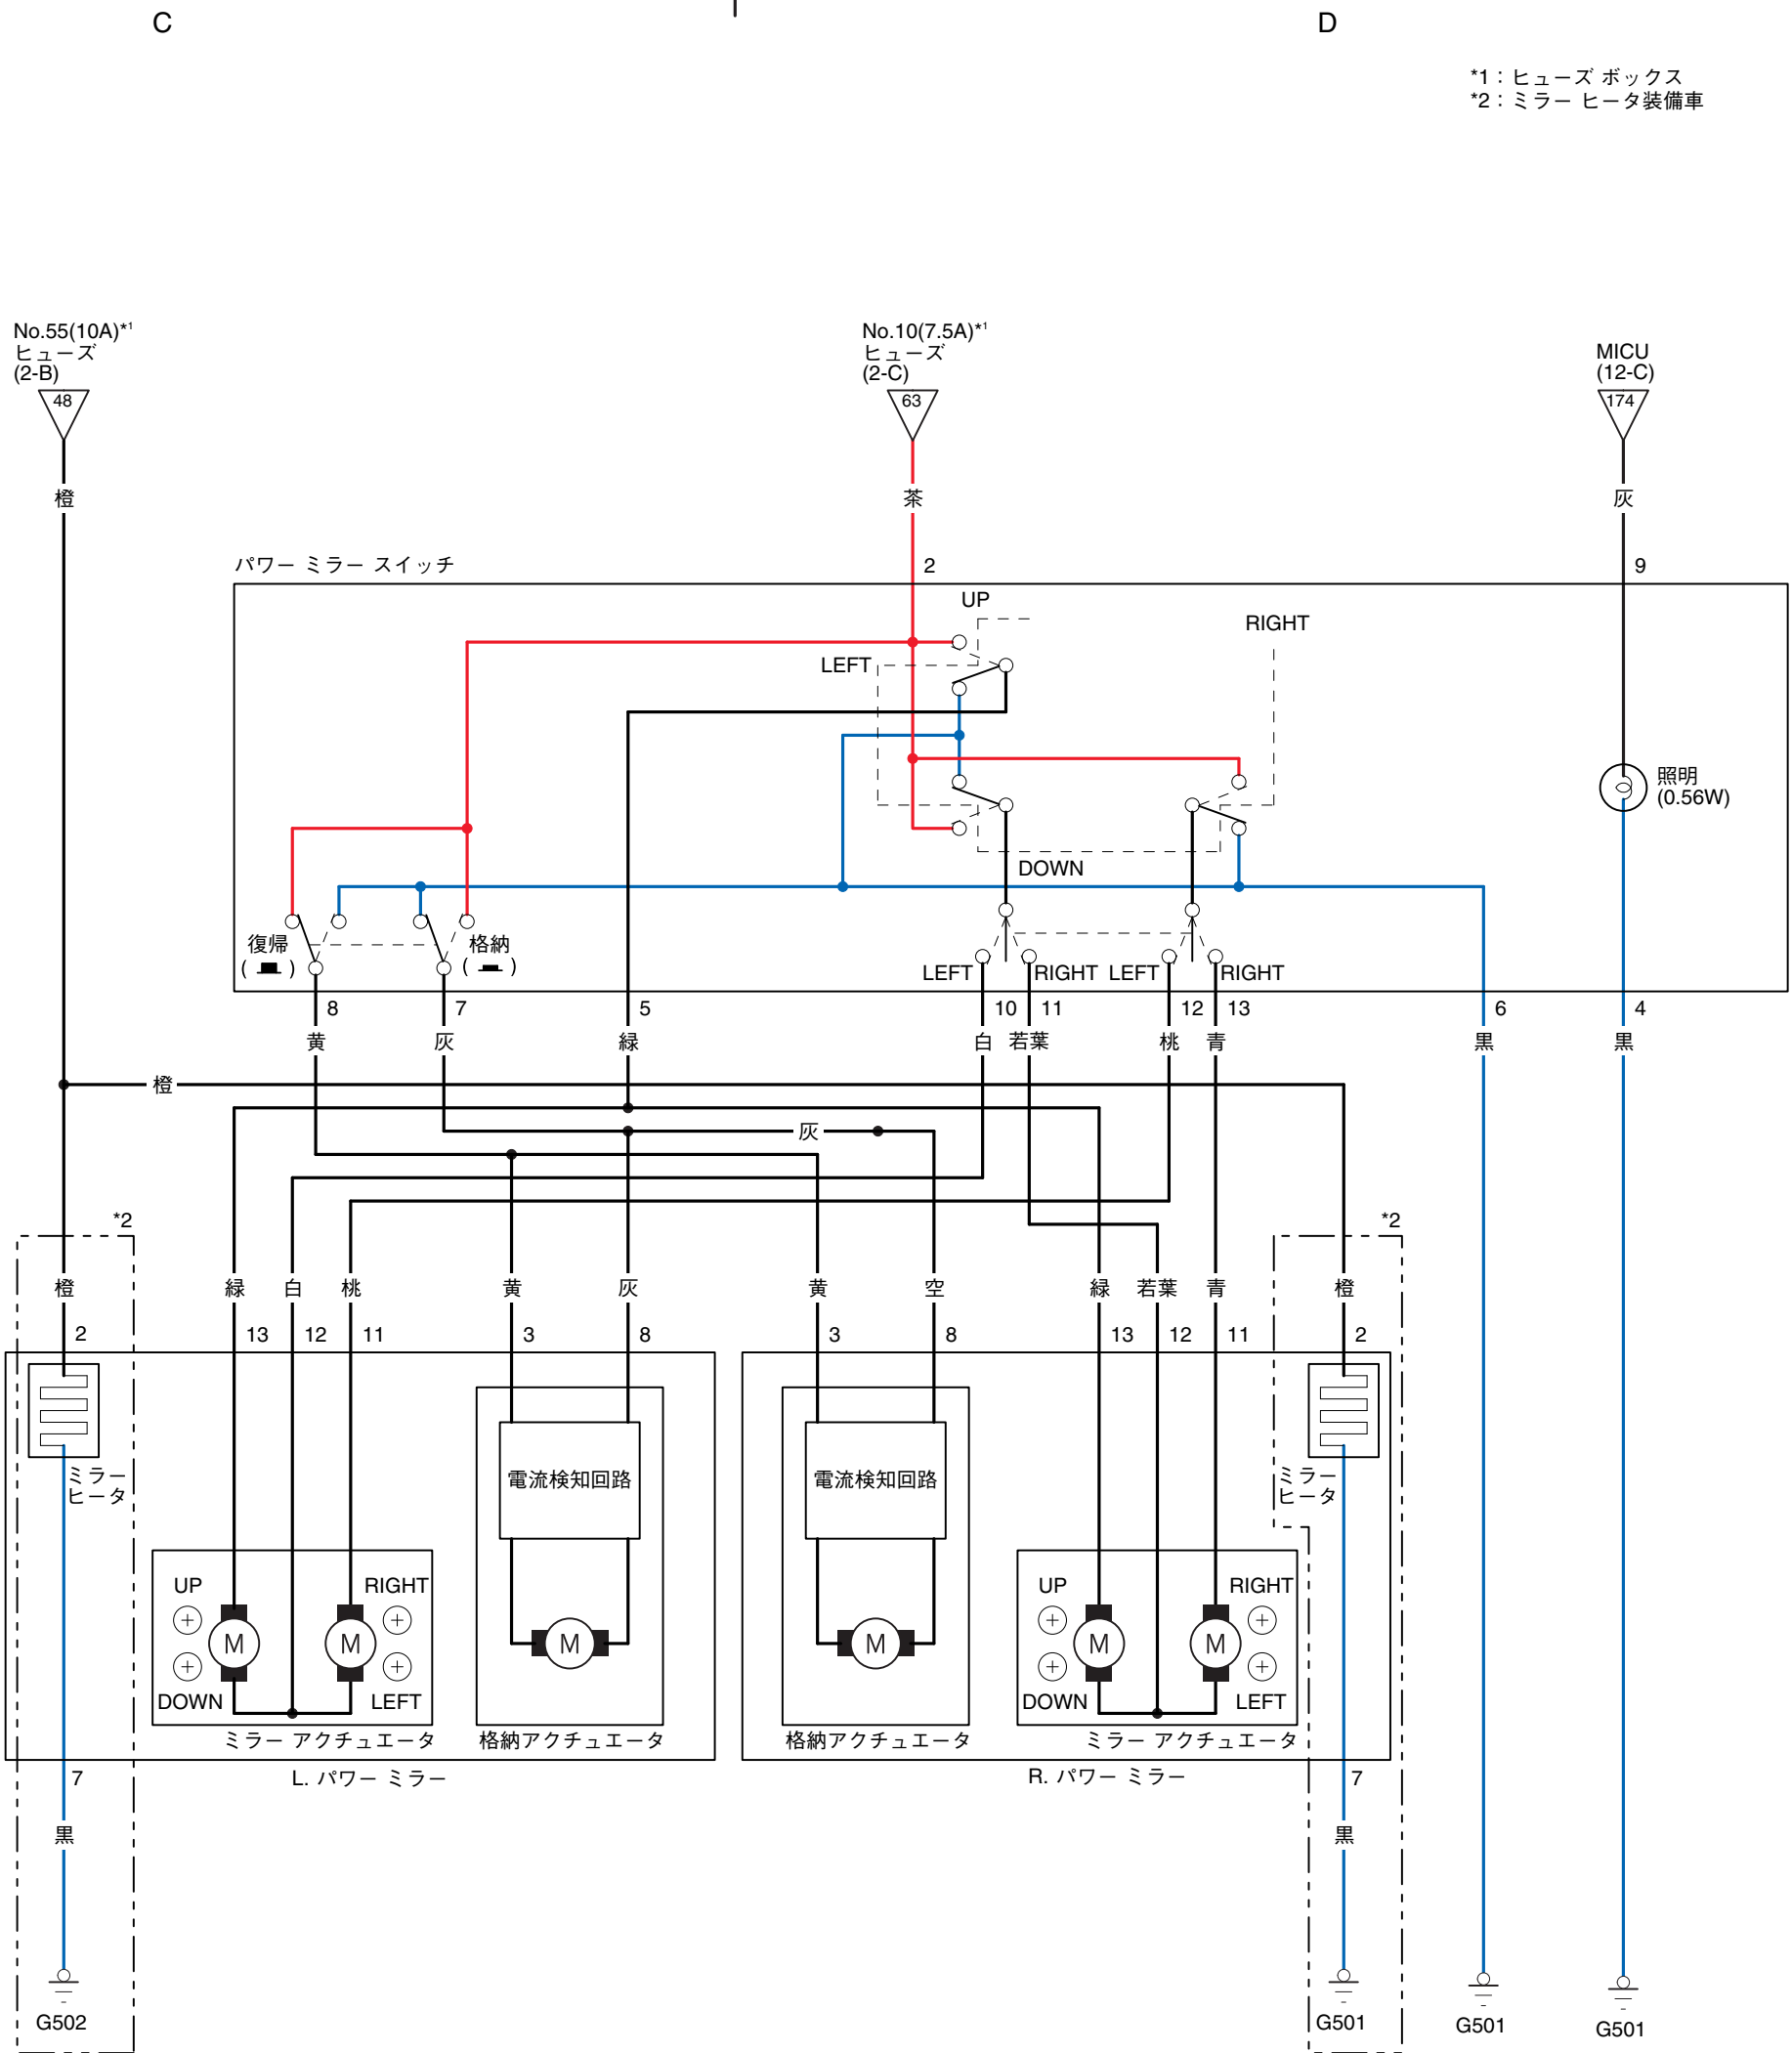 C
D
*1：ヒューズ ボックス
*2：ミラー ヒータ装備車
No.55(10A)*1
ヒューズ
(2-B)
48
No.10(7.5A)*1
ヒューズ
(2-C)
63
MICU
(12-C)
174
橙
茶
灰
パワー ミラー スイッチ
2
9
UP
RIGHT
LEFT
照明
(0.56W)
DOWN
復帰
格納
LEFT
RIGHT
LEFT
RIGHT
8
7
5
10
11
12
13
6
4
黄
灰
緑
白
若葉
桃
青
黒
黒
橙
灰
*2
*2
橙
緑
白
桃
黄
灰
黄
空
緑
若葉
青
橙
2
13
12
11
3
8
3
8
13
12
11
2
ミラー
ヒータ
電流検知回路
電流検知回路
ミラー
ヒータ
UP
RIGHT
M
M
M
DOWN
LEFT
M
UP
RIGHT
M
M
DOWN
LEFT
ミラー アクチュエータ
格納アクチュエータ
格納アクチュエータ
ミラー アクチュエータ
7
L. パワー ミラー
R. パワー ミラー
7
黒
黒
G502
G501
G501
G501